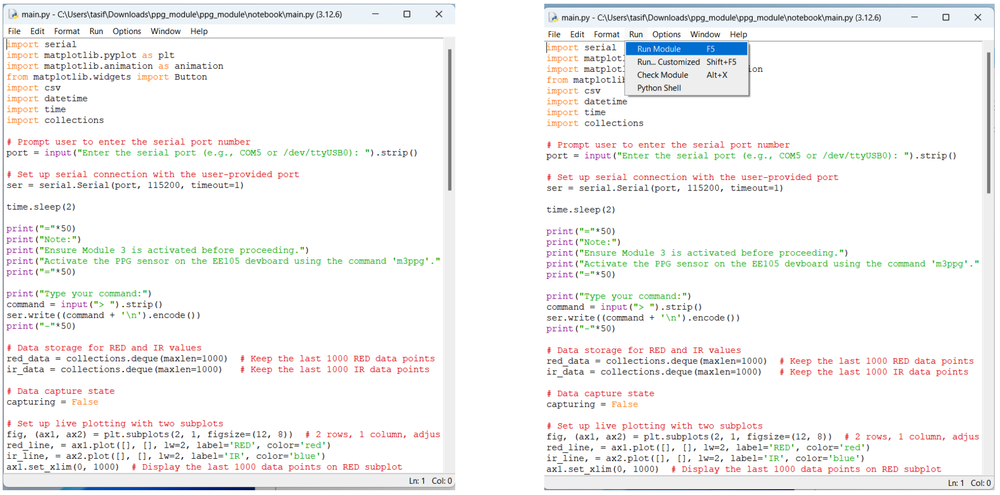 main.py - C:\Users\tasif\Downloads\ppg_module\ppg_module\notebook\main.py (3.12.6)
File Edit Format Run Options Window Help
import serial
import matplotlib.pyplot as plt
import matplotlib.animation as animation
from matplotlib.widgets import Button
import csv
import datetime
import time
import collections
# Prompt user to enter the serial port number
port = input("Enter the serial port (e.g., COM5 or /dev/ttyUSB0): ").strip()
# Set up serial connection with the user-provided port
ser = serial.Serial(port, 115200, timeout=1)
time.sleep(2)
print("="*50)
print("Note:")
print("Ensure Module 3 is activated before proceeding.")
print("Activate the PPG sensor on the EE105 devboard using the command 'm3ppg'."
print("="*50)
print("Type your command:")
command = input("> ").strip()
ser.write((command + '\n').encode())
print("-"*50)
# Data storage for RED and IR values
red_data = collections.deque(maxlen=1000)  # Keep the last 1000 RED data points
ir_data = collections.deque(maxlen=1000)   # Keep the last 1000 IR data points
# Data capture state
capturing = False
# Set up live plotting with two subplots
fig, (ax1, ax2) = plt.subplots(2, 1, figsize=(12, 8))  # 2 rows, 1 column, adjus
red_line, = ax1.plot([], [], lw=2, label='RED', color='red')
ir_line, = ax2.plot([], [], lw=2, label='IR', color='blue')
ax1.set_xlim(0, 1000)  # Display the last 1000 data points on RED subplot
Ln: 1 Col: 0
main.py - C:\Users\tasif\Downloads\ppg_module\ppg_module\notebook\main.py (3.12.6)
File Edit Format Run Options Window Help
Run Module F5
Run... Customized Shift+F5
Check Module Alt+X
Python Shell
import serial
import matplotl
import matplotl ion
from matplotlib
import csv
import datetime
import time
import collections
# Prompt user to enter the serial port number
port = input("Enter the serial port (e.g., COM5 or /dev/ttyUSB0): ").strip()
# Set up serial connection with the user-provided port
ser = serial.Serial(port, 115200, timeout=1)
time.sleep(2)
print("="*50)
print("Note:")
print("Ensure Module 3 is activated before proceeding.")
print("Activate the PPG sensor on the EE105 devboard using the command 'm3ppg'."
print("="*50)
print("Type your command:")
command = input("> ").strip()
ser.write((command + '\n').encode())
print("-"*50)
# Data storage for RED and IR values
red_data = collections.deque(maxlen=1000)  # Keep the last 1000 RED data points
ir_data = collections.deque(maxlen=1000)   # Keep the last 1000 IR data points
# Data capture state
capturing = False
# Set up live plotting with two subplots
fig, (ax1, ax2) = plt.subplots(2, 1, figsize=(12, 8))  # 2 rows, 1 column, adjus
red_line, = ax1.plot([], [], lw=2, label='RED', color='red')
ir_line, = ax2.plot([], [], lw=2, label='IR', color='blue')
ax1.set_xlim(0, 1000)  # Display the last 1000 data points on RED subplot
Ln: 1 Col: 0